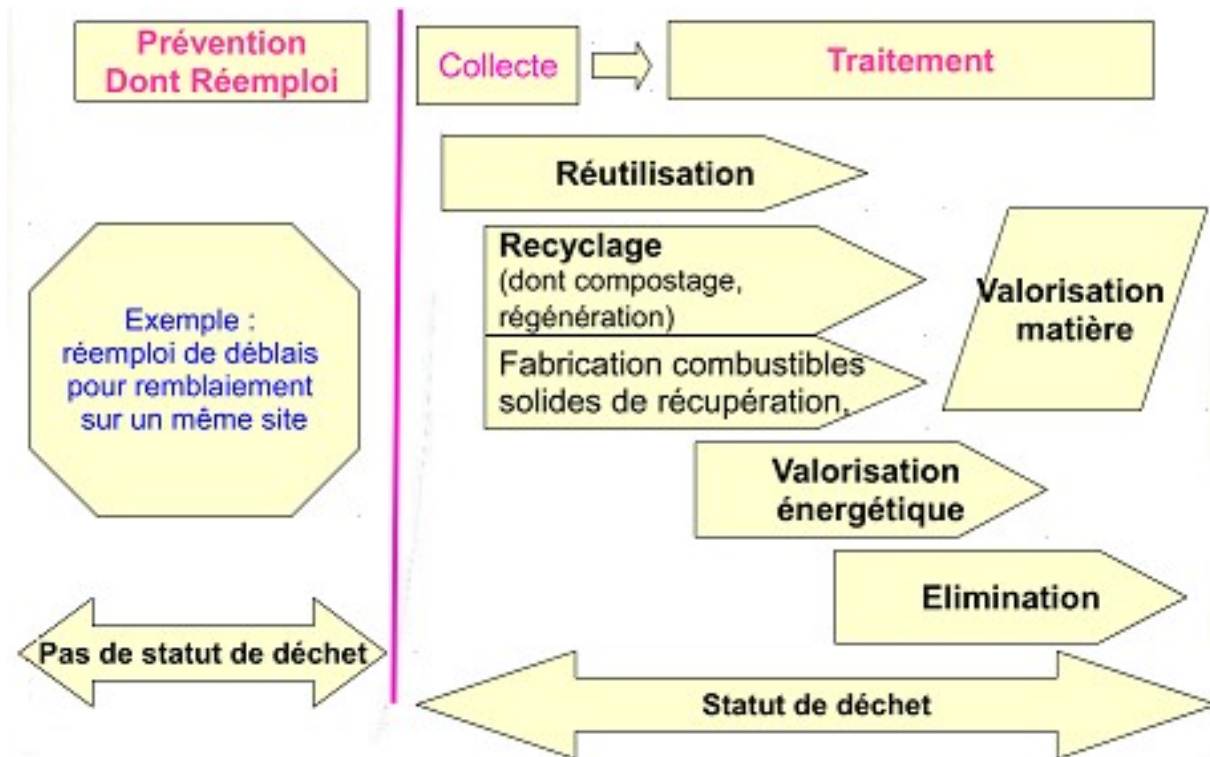 Prévention
Dont Réemploi
Collecte
Traitement
Réutilisation
Recyclage
(dont compostage,
régénération)
Fabrication combustibles
solides de récupération,
Valorisation
matière
Exemple :
réemploi de déblais
pour remblaiement
sur un même site
Valorisation
énergétique
Elimination
Pas de statut de déchet
Statut de déchet